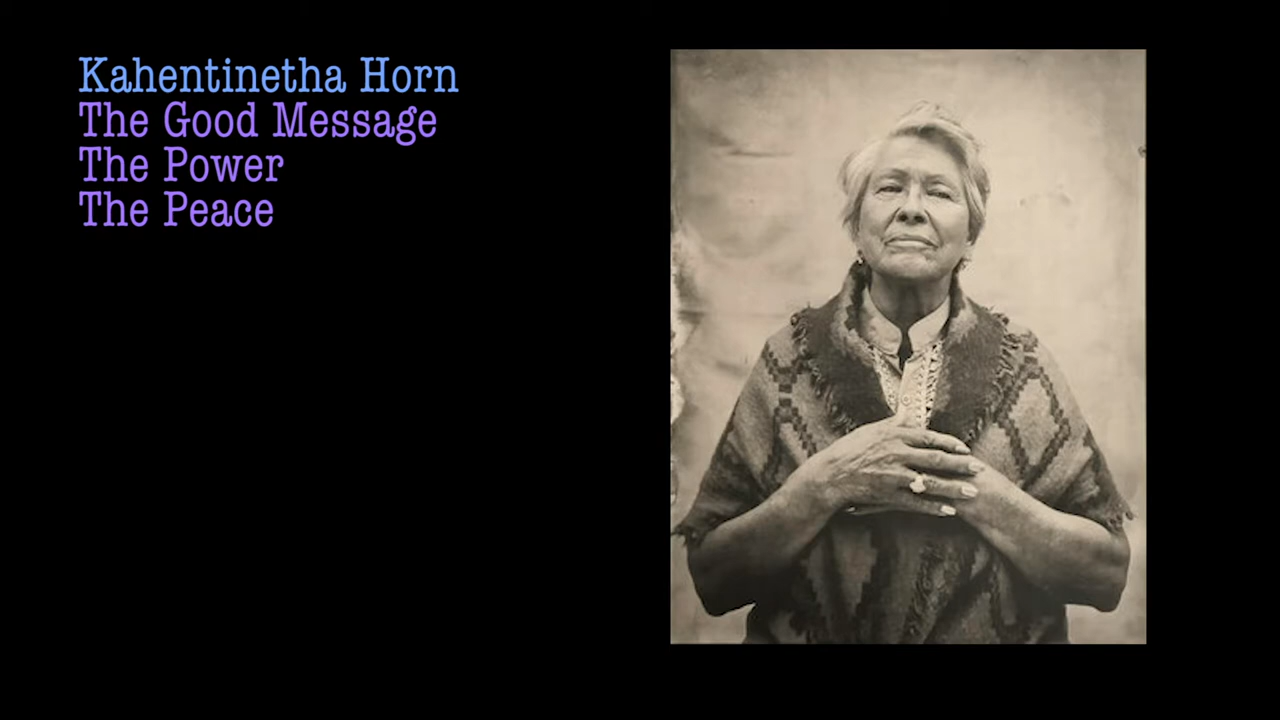 Kahentinetha Horn
The Good Message
The Power
The Peace